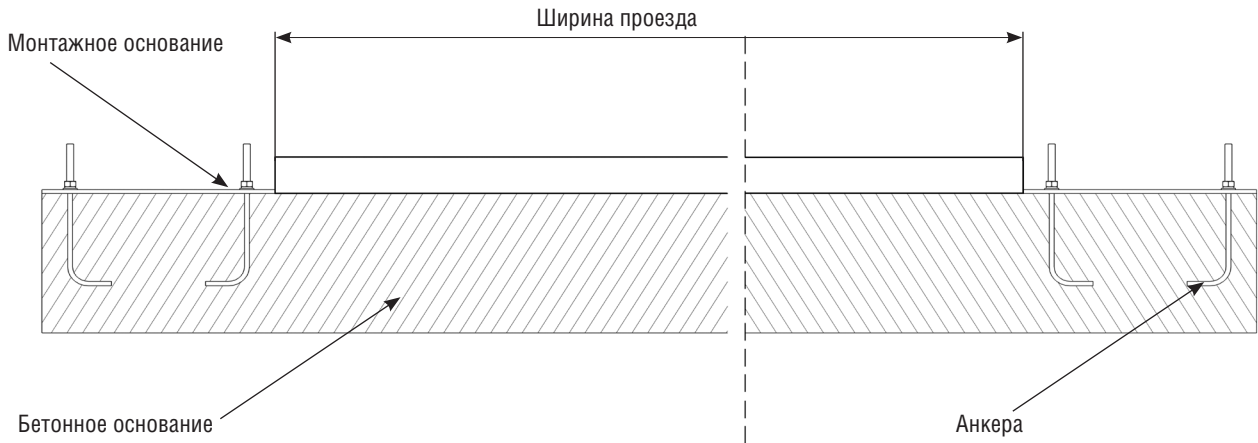 Ширина проезда
Монтажное основание
Бетонное основание
Анкера